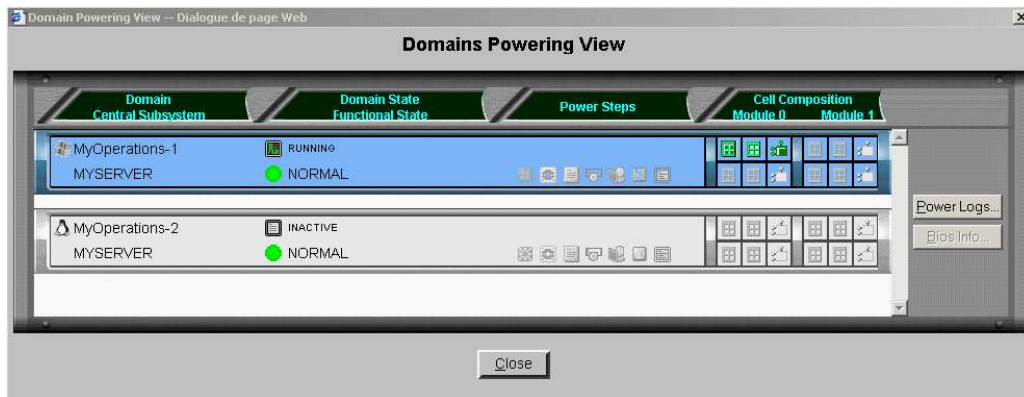 Domain Powering View -- Dialogue de page Web
Domains Powering View
Domain
Central Subsystem
Domain State
Functional State
Power Steps
Cell Composition
Module 0 Module 1
MyOperations-1 RUNNING
MYSERVER NORMAL
MyOperations-2 INACTIVE
MYSERVER NORMAL
Power Logs...
Bios Info...
Close